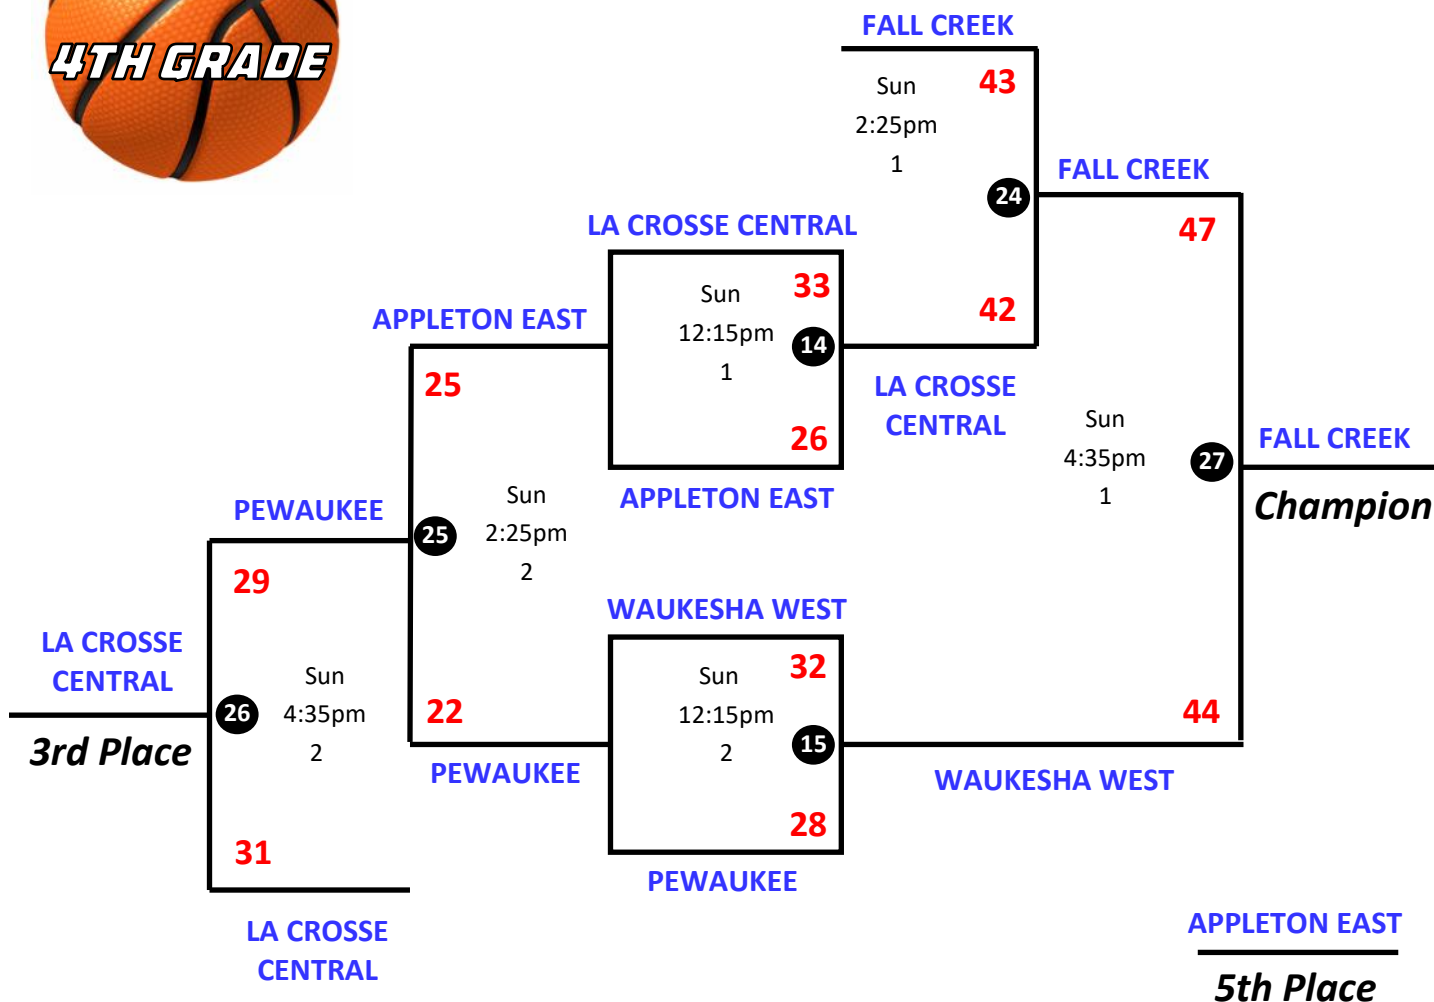 4TH GRADE
FALL CREEK
Sun
2:25pm
1
43
24
42
FALL CREEK
47
LA CROSSE CENTRAL
Sun
12:15pm
1
33
14
26
APPLETON EAST
LA CROSSE
CENTRAL
Sun
4:35pm
1
27
FALL CREEK
Champion
APPLETON EAST
25
Sun
2:25pm
2
25
22
PEWAUKEE
PEWAUKEE
29
LA CROSSE
CENTRAL
3rd Place
26
Sun
4:35pm
2
31
LA CROSSE
CENTRAL
WAUKESHA WEST
Sun
12:15pm
2
32
15
28
PEWAUKEE
44
WAUKESHA WEST
APPLETON EAST
5th Place